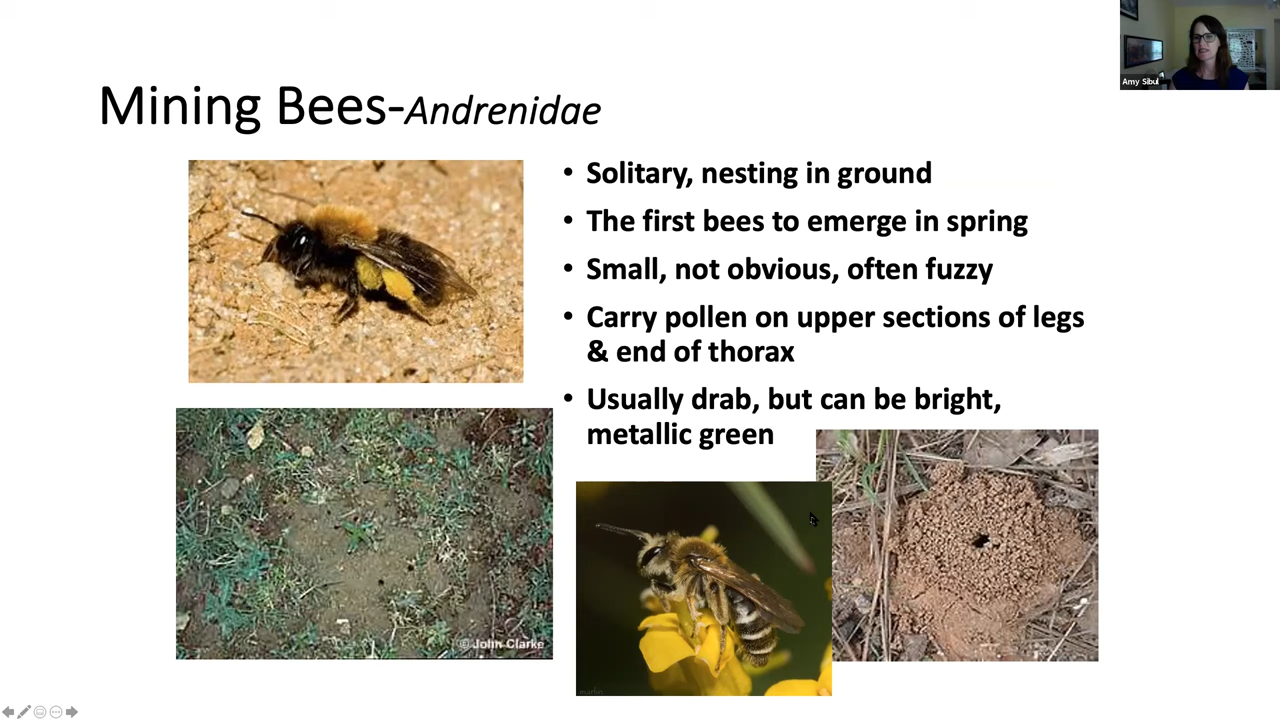 Amy Sibul
Mining Bees-Andrenidae
• Solitary, nesting in ground
• The first bees to emerge in spring
• Small, not obvious, often fuzzy
• Carry pollen on upper sections of legs
& end of thorax
• Usually drab, but can be bright,
metallic green
© John Clarke